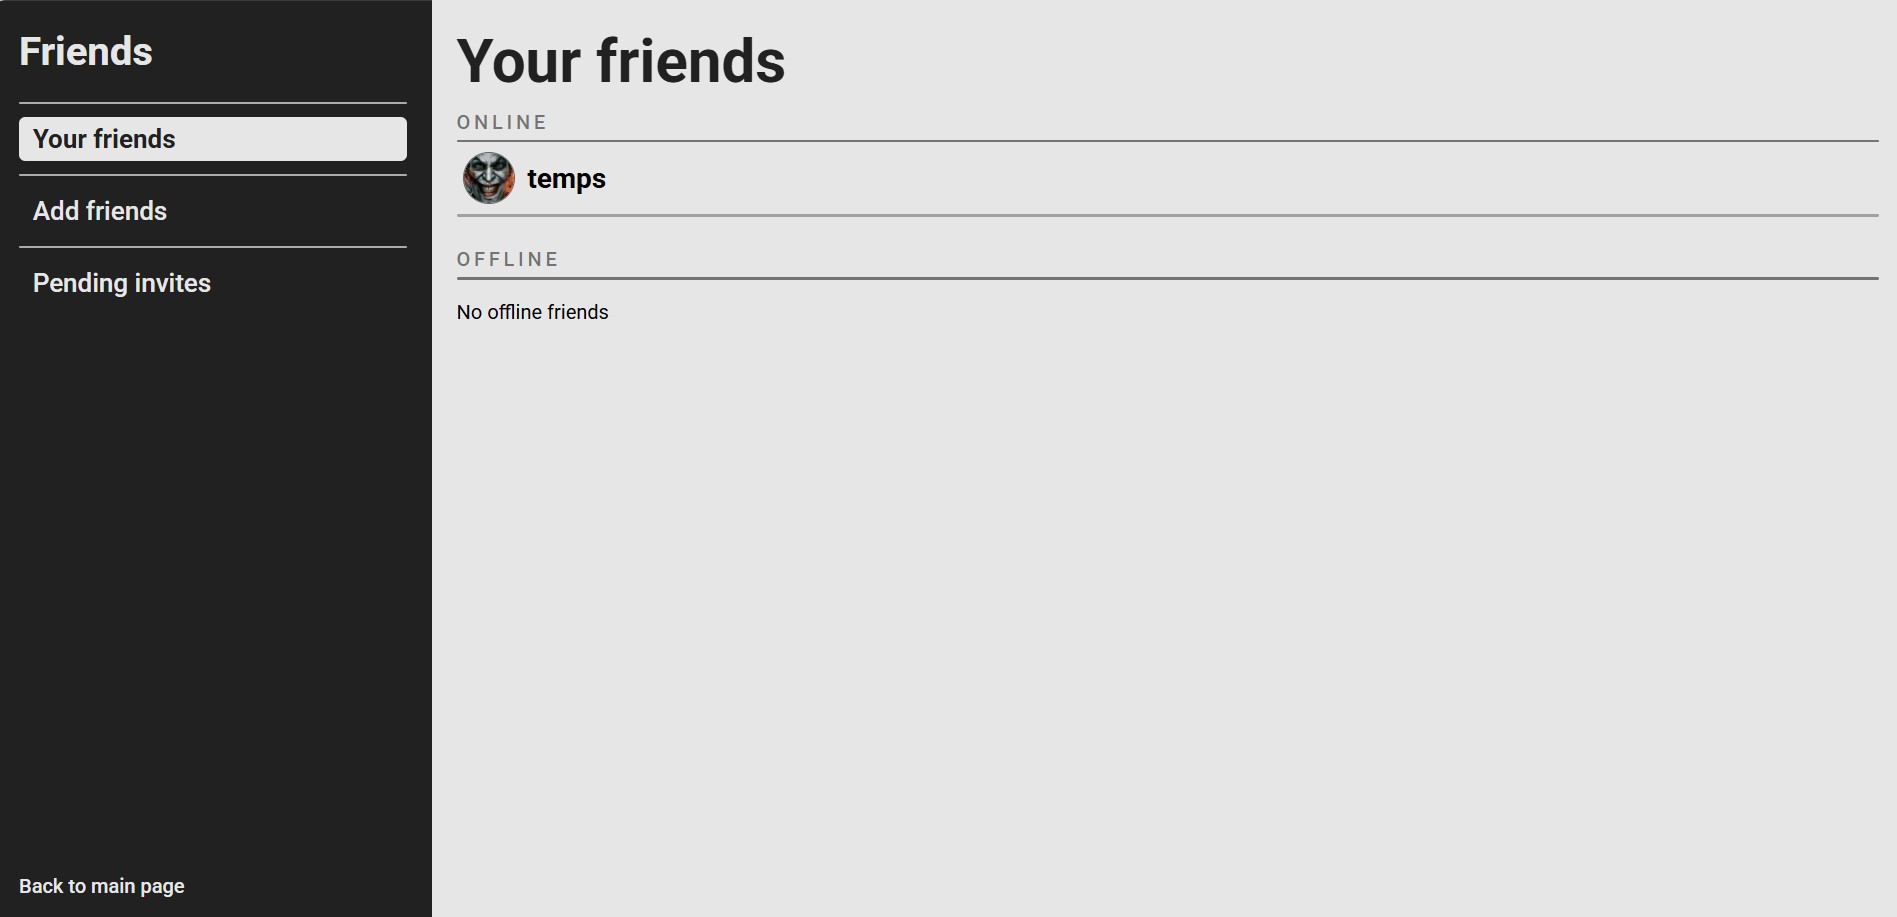 Friends
Your friends
Add friends
Pending invites
Back to main page
Your friends
ONLINE
temps
OFFLINE
No offline friends